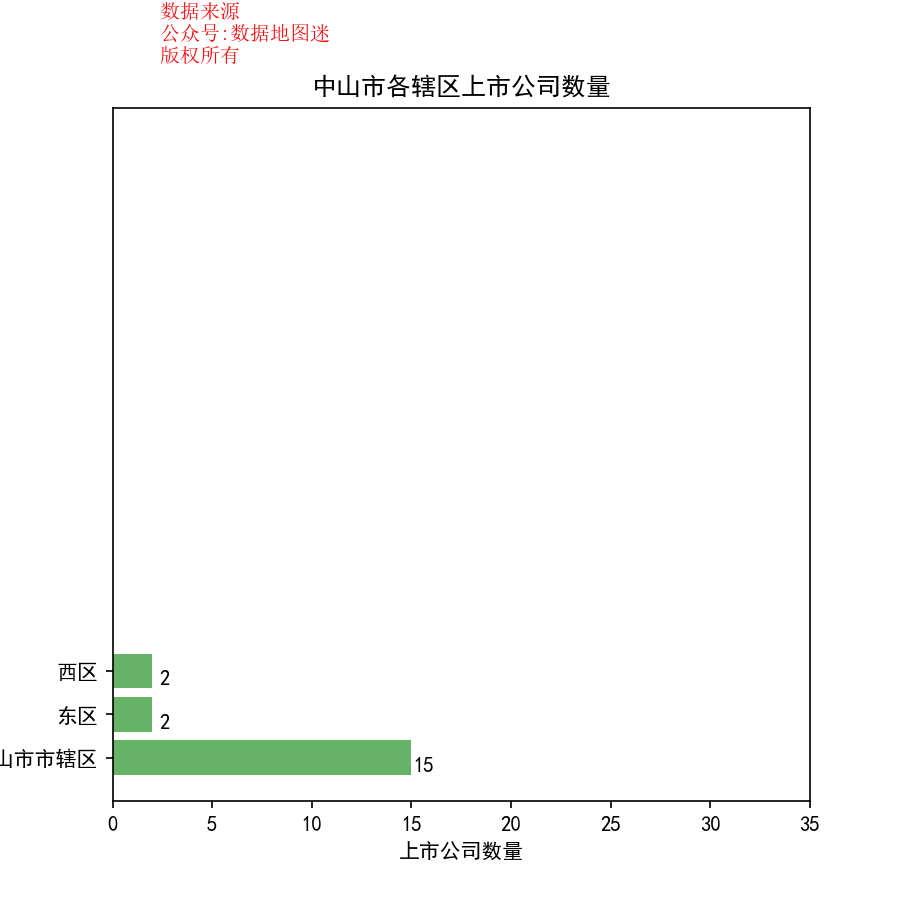 数据来源
公众号:数据地图迷
版权所有
中山市各辖区上市公司数量
西区
2
东区
2
山市市辖区
15
0 5 10 15 20 25 30 35
上市公司数量